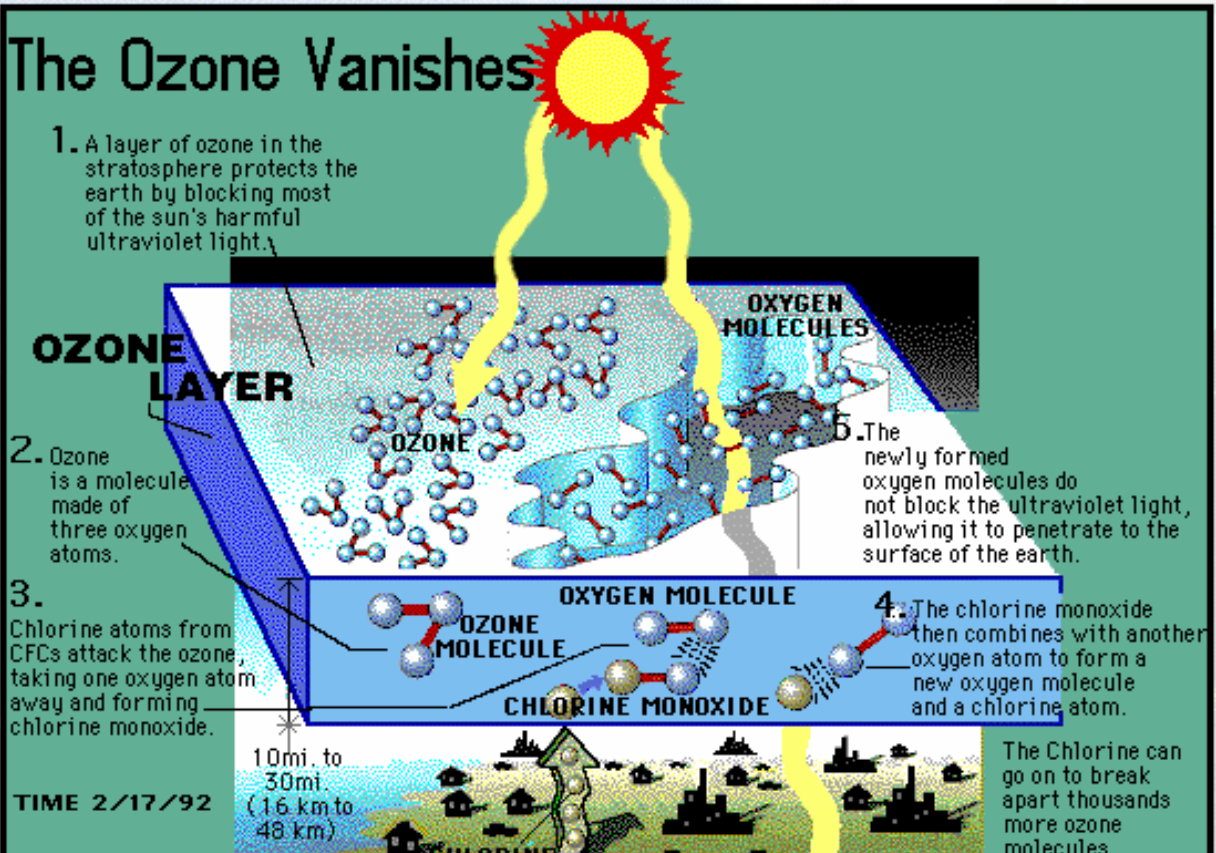 The Ozone Vanishes
1. A layer of ozone in the
stratosphere protects the
earth by blocking most
of the sun's harmful
ultraviolet light.
OZONE
LAYER
OXYGEN
MOLECULES
OZONE
2. Ozone
is a molecule
made of
three oxygen
atoms.
5. The
newly formed
oxygen molecules do
not block the ultraviolet light,
allowing it to penetrate to the
surface of the earth.
3.
Chlorine atoms from
CFCs attack the ozone,
taking one oxygen atom
away and forming
chlorine monoxide.
OZONE
MOLECULE
OXYGEN MOLECULE
CHLORINE MONOXIDE
4. The chlorine monoxide
then combines with another
oxygen atom to form a
new oxygen molecule
and a chlorine atom.
10mi. to
30mi.
(16 km to
48 km)
TIME 2/17/92
CHLORINE
The Chlorine can
go on to break
apart thousands
more ozone
molecules